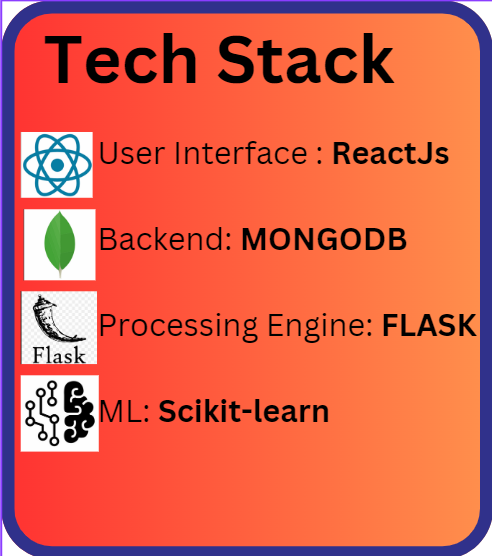 Tech Stack
User Interface : ReactJs
Backend: MONGODB
Processing Engine: FLASK
Flask
ML: Scikit-learn